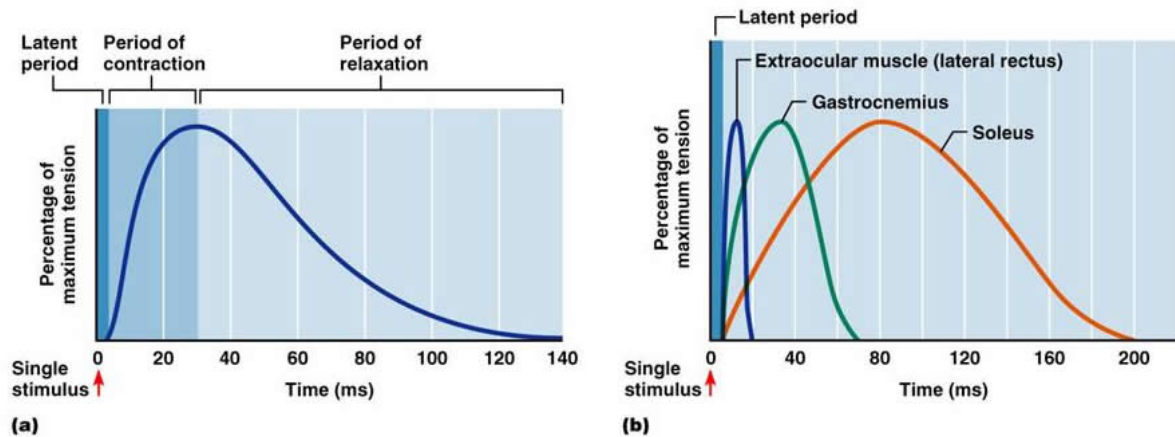 Latent
period
Period of
contraction
Period of
relaxation
Percentage of
maximum tension
0 20 40 60 80 100 120 140
Single
stimulus
Time (ms)
(a)
Latent period
Extraocular muscle (lateral rectus)
Gastrocnemius
Soleus
Percentage of
maximum tension
0 40 80 120 160 200
Single
stimulus
Time (ms)
(b)